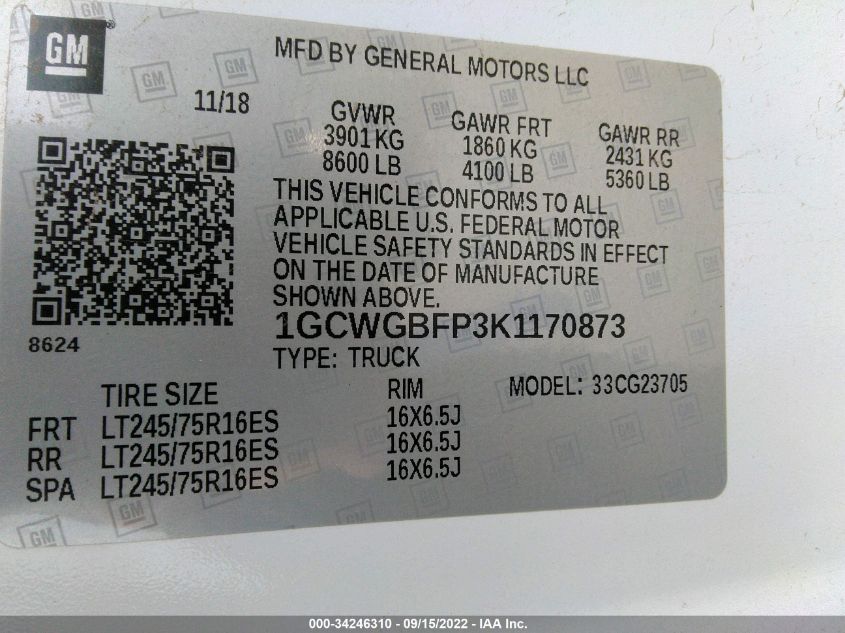 GM
MFD BY GENERAL MOTORS LLC
11/18
GVWR
3901 KG
8600 LB
GAWR FRT
1860 KG
4100 LB
GAWR RR
2431 KG
5360 LB
THIS VEHICLE CONFORMS TO ALL
APPLICABLE U.S. FEDERAL MOTOR
VEHICLE SAFETY STANDARDS IN EFFECT
ON THE DATE OF MANUFACTURE
SHOWN ABOVE.
8624
1GCWGBFP3K1170873
TYPE: TRUCK
TIRE SIZE RIM MODEL: 33CG23705
FRT LT245/75R16ES 16X6.5J
RR LT245/75R16ES 16X6.5J
SPA LT245/75R16ES 16X6.5J
000-34246310 - 09/15/2022 - IAA Inc.